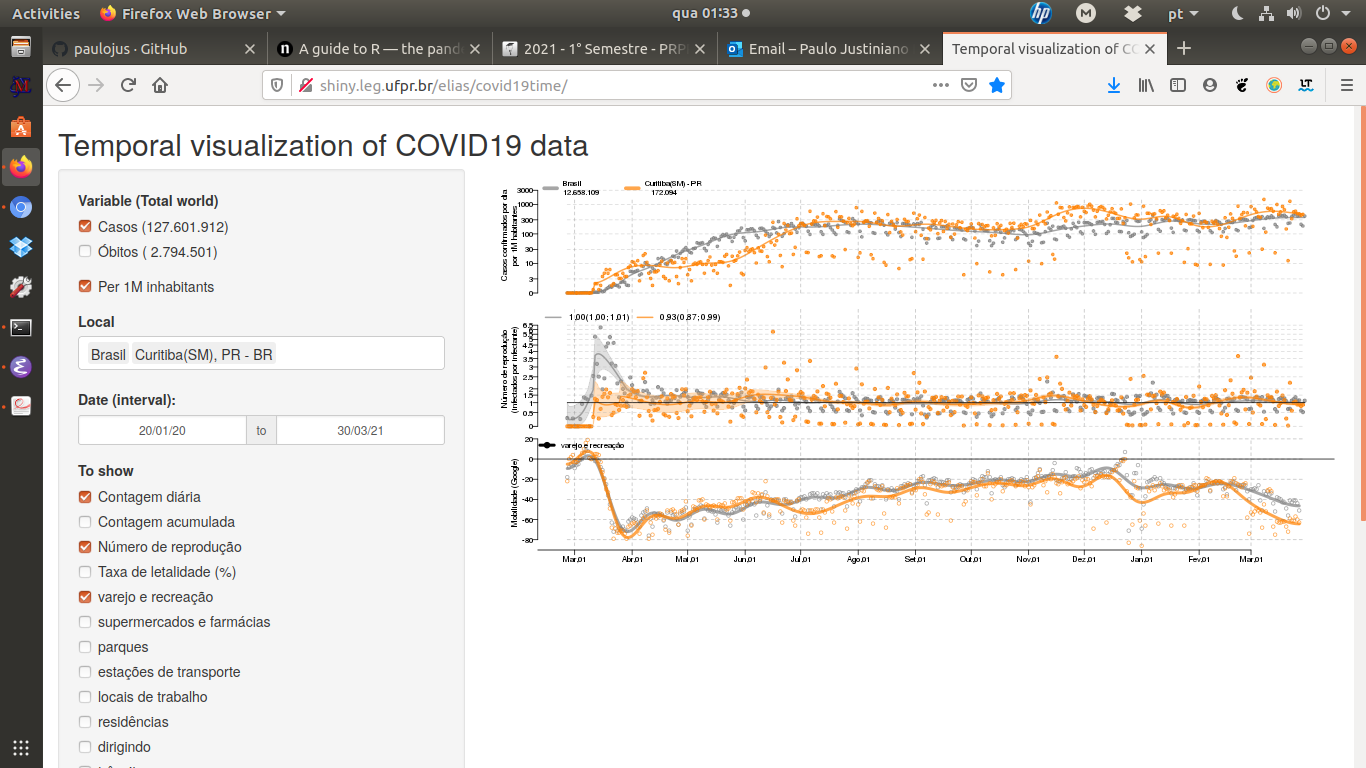 Activities Firefox Web Browser qua 01:33 pt
paulojus · GitHub
A guide to R — the pand
2021 - 1° Semestre - PRP
Email – Paulo Justiniano
Temporal visualization of CO
shiny.leg.ufpr.br/elias/covid19time/
Temporal visualization of COVID19 data
Variable (Total world)
Casos (127.601.912)
Óbitos ( 2.794.501)
Per 1M inhabitants
Local
Brasil Curitiba(SM), PR - BR
Date (interval):
20/01/20 to 30/03/21
To show
Contagem diária
Contagem acumulada
Número de reprodução
Taxa de letalidade (%)
varejo e recreação
supermercados e farmácias
parques
estações de transporte
locais de trabalho
residências
dirigindo
Brasil
12.658.109
Curitiba(SM) - PR
172.094
Casos confirmados por dia
por 1M habitantes
3000
1000
300
100
30
10
3
0
1,00(1,00; 1,01) 0,93(0,87; 0,99)
Número de reprodução
(infectados por infectante)
4,5
3,5
2,5
2
1,5
1
0,5
0
varejo e recreação
Mobilidade (Google)
20
0
-20
-40
-60
-80
Mar,01 Abr,01 Mai,01 Jun,01 Jul,01 Ago,01 Set,01 Out,01 Nov,01 Dez,01 Jan,01 Fev,01 Mar,01